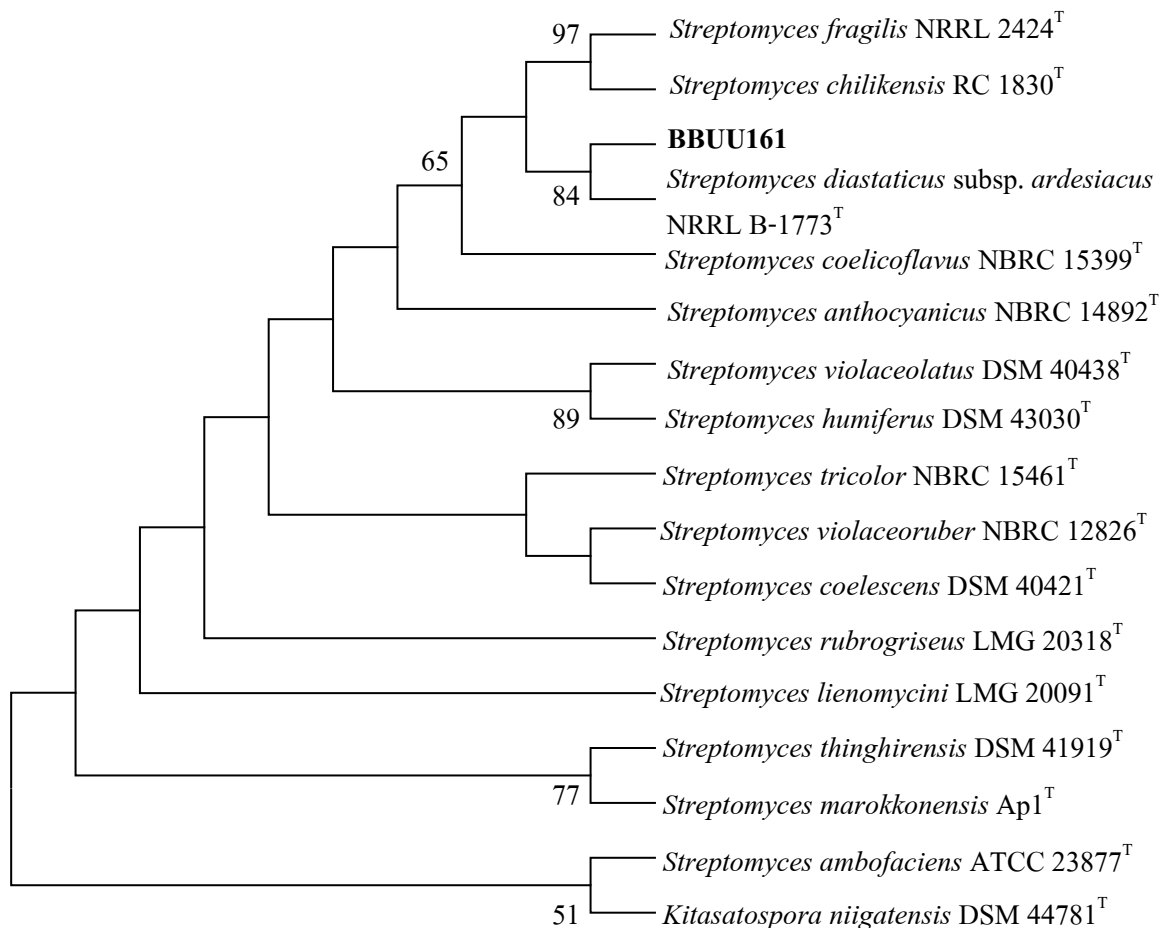 97
Streptomyces fragilis NRRL 2424T
Streptomyces chilikensis RC 1830T
BBUU161
65
Streptomyces diastaticus subsp. ardesiacus
84
NRRL B-1773T
Streptomyces coelicoflavus NBRC 15399T
Streptomyces anthocyanicus NBRC 14892T
Streptomyces violaceolatus DSM 40438T
89
Streptomyces humiferus DSM 43030T
Streptomyces tricolor NBRC 15461T
Streptomyces violaceoruber NBRC 12826T
Streptomyces coelescens DSM 40421T
Streptomyces rubrogriseus LMG 20318T
Streptomyces lienomycini LMG 20091T
Streptomyces thinghirensis DSM 41919T
77
Streptomyces marokkonensis Ap1T
Streptomyces ambofaciens ATCC 23877T
51
Kitasatospora niigatensis DSM 44781T